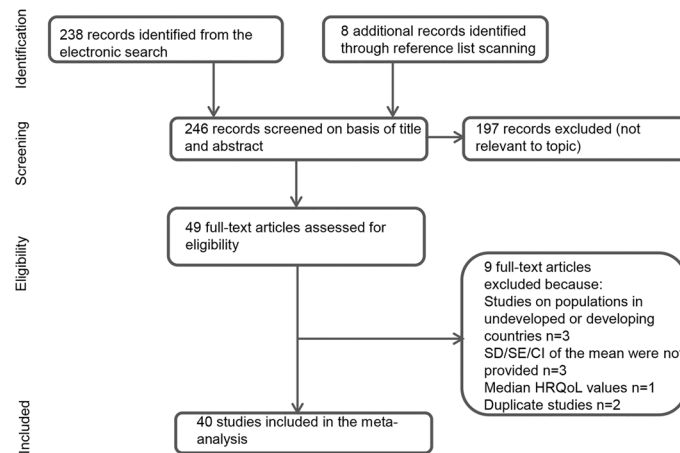 Identification
238 records identified from the
electronic search
8 additional records identified
through reference list scanning
Screening
246 records screened on basis of title
and abstract
197 records excluded (not
relevant to topic)
Eligibility
49 full-text articles assessed for
eligibility
9 full-text articles
excluded because:
Studies on populations in
undeveloped or developing
countries n=3
SD/SE/CI of the mean were not
provided n=3
Median HRQoL values n=1
Duplicate studies n=2
Included
40 studies included in the meta-
analysis